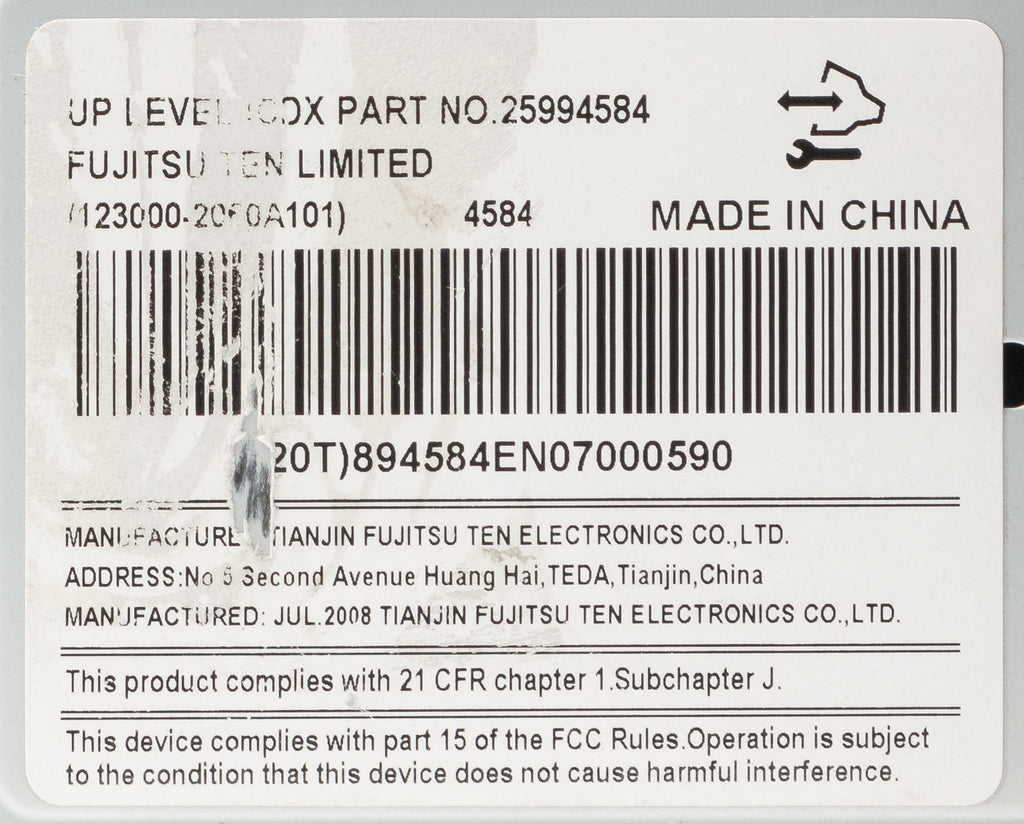 UP LEVEL PART NO.25994584
FUJITSU TEN LIMITED
4584
MADE IN CHINA
20T)894584EN07000590
MANUFACTURE TIANJIN FUJITSU TEN ELECTRONICS CO.,LTD.
ADDRESS:No 5 Second Avenue Huang Hai,TEDA,Tianjin,China
MANUFACTURED: JUL.2008 TIANJIN FUJITSU TEN ELECTRONICS CO.,LTD.
This product complies with 21 CFR chapter 1.Subchapter J.
This device complies with part 15 of the FCC Rules.Operation is subject
to the condition that this device does not cause harmful interference.